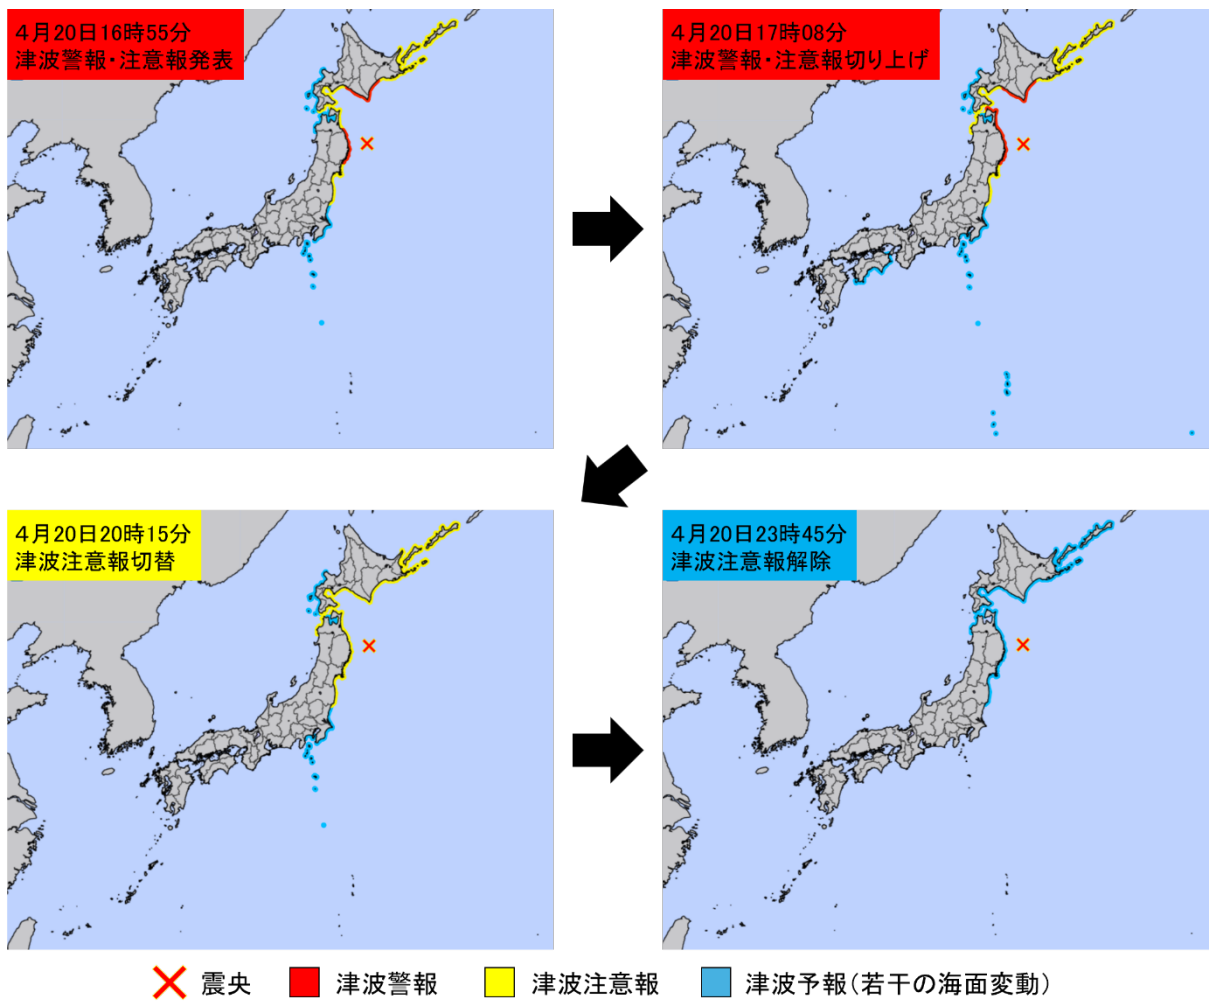 4月20日16時55分
津波警報・注意報発表
4月20日17時08分
津波警報・注意報切り上げ
4月20日20時15分
津波注意報切替
4月20日23時45分
津波注意報解除
震央
津波警報
津波注意報
津波予報(若干の海面変動)